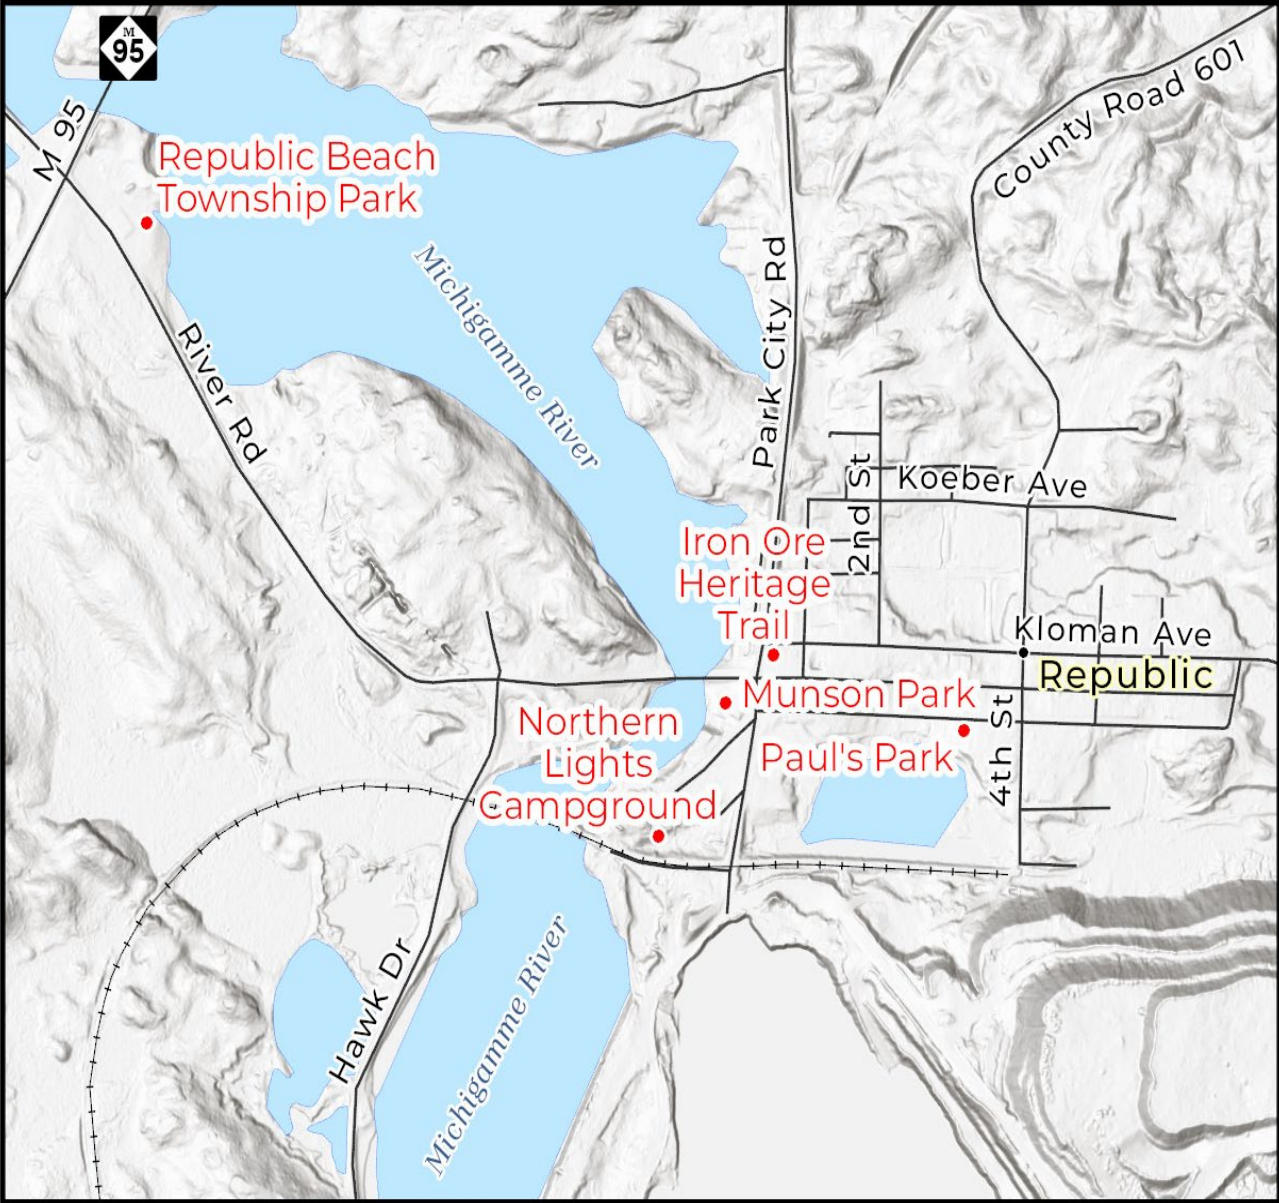 M
95
M 95
County Road 601
Republic Beach
Township Park
Michigamme River
Park City Rd
River Rd
Koeber Ave
2nd St
Iron Ore
Heritage
Trail
Kloman Ave
Republic
Munson Park
4th St
Northern
Lights
Campground
Paul's Park
Hawk Dr
Michigamme River